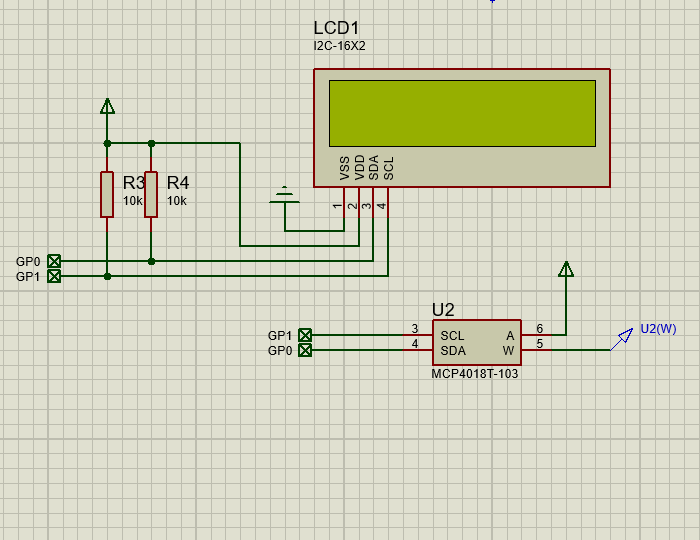 LCD1
I2C-16X2
VSS
VDD
SDA
SCL
1
2
3
4
R3
10k
R4
10k
GP0
GP1
U2
GP1
GP0
3
4
SCL
SDA
A
W
6
5
U2(W)
MCP4018T-103